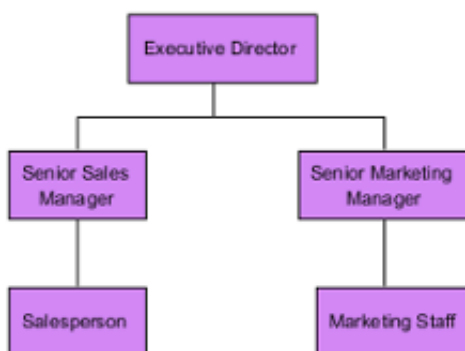 Executive Director
Senior Sales
Manager
Senior Marketing
Manager
Salesperson
Marketing Staff